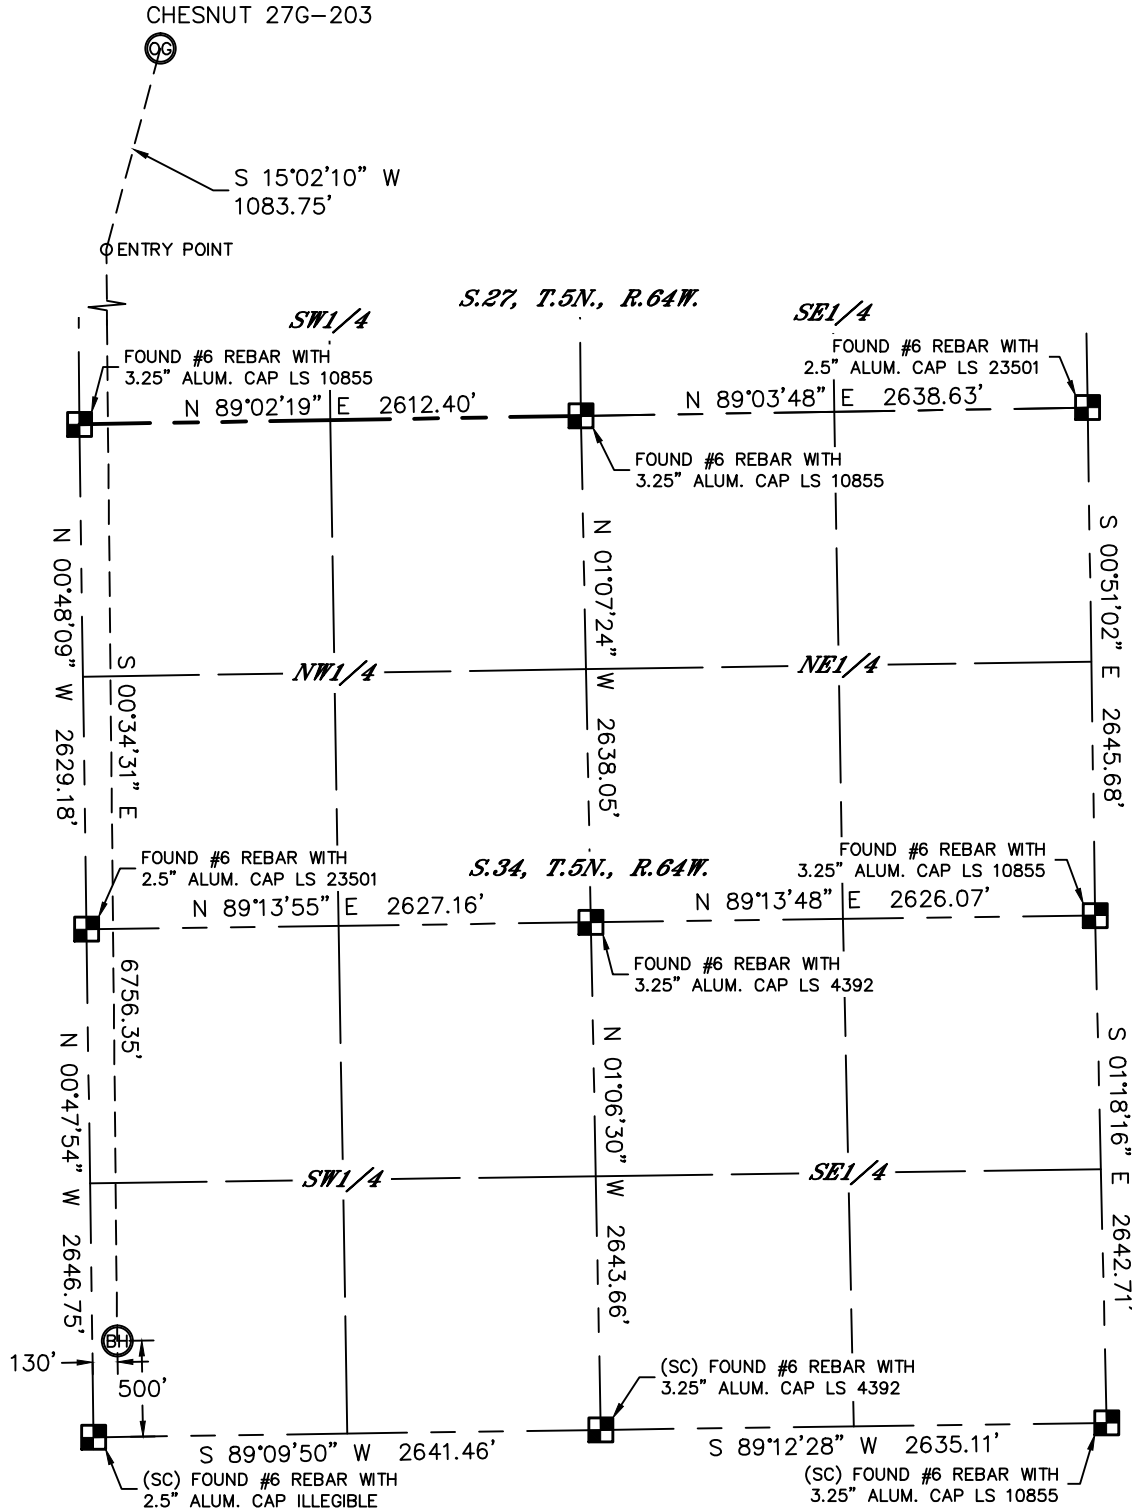 CHESNUT 27G-203
OG
S 15°02'10" W
1083.75'
ENTRY POINT
S.27, T.5N., R.64W.
SW1/4
SE1/4
FOUND #6 REBAR WITH
3.25" ALUM. CAP LS 10855
FOUND #6 REBAR WITH
2.5" ALUM. CAP LS 23501
N 89°02'19" E 2612.40'
N 89°03'48" E 2638.63'
FOUND #6 REBAR WITH
3.25" ALUM. CAP LS 10855
N 00°48'09" W 2629.18'
S 00°34'31" E 6756.35'
N 01°07'24" W 2638.05'
S 00°51'02" E 2645.68'
NW1/4
NE1/4
FOUND #6 REBAR WITH
2.5" ALUM. CAP LS 23501
S.34, T.5N., R.64W.
FOUND #6 REBAR WITH
3.25" ALUM. CAP LS 10855
N 89°13'55" E 2627.16'
N 89°13'48" E 2626.07'
FOUND #6 REBAR WITH
3.25" ALUM. CAP LS 4392
N 00°47'54" W 2646.75'
N 01°06'30" W 2643.66'
S 01°18'16" E 2642.71'
SW1/4
SE1/4
BH
130'
500'
(SC) FOUND #6 REBAR WITH
3.25" ALUM. CAP LS 4392
S 89°09'50" W 2641.46'
S 89°12'28" W 2635.11'
(SC) FOUND #6 REBAR WITH
2.5" ALUM. CAP ILLEGIBLE
(SC) FOUND #6 REBAR WITH
3.25" ALUM. CAP LS 10855